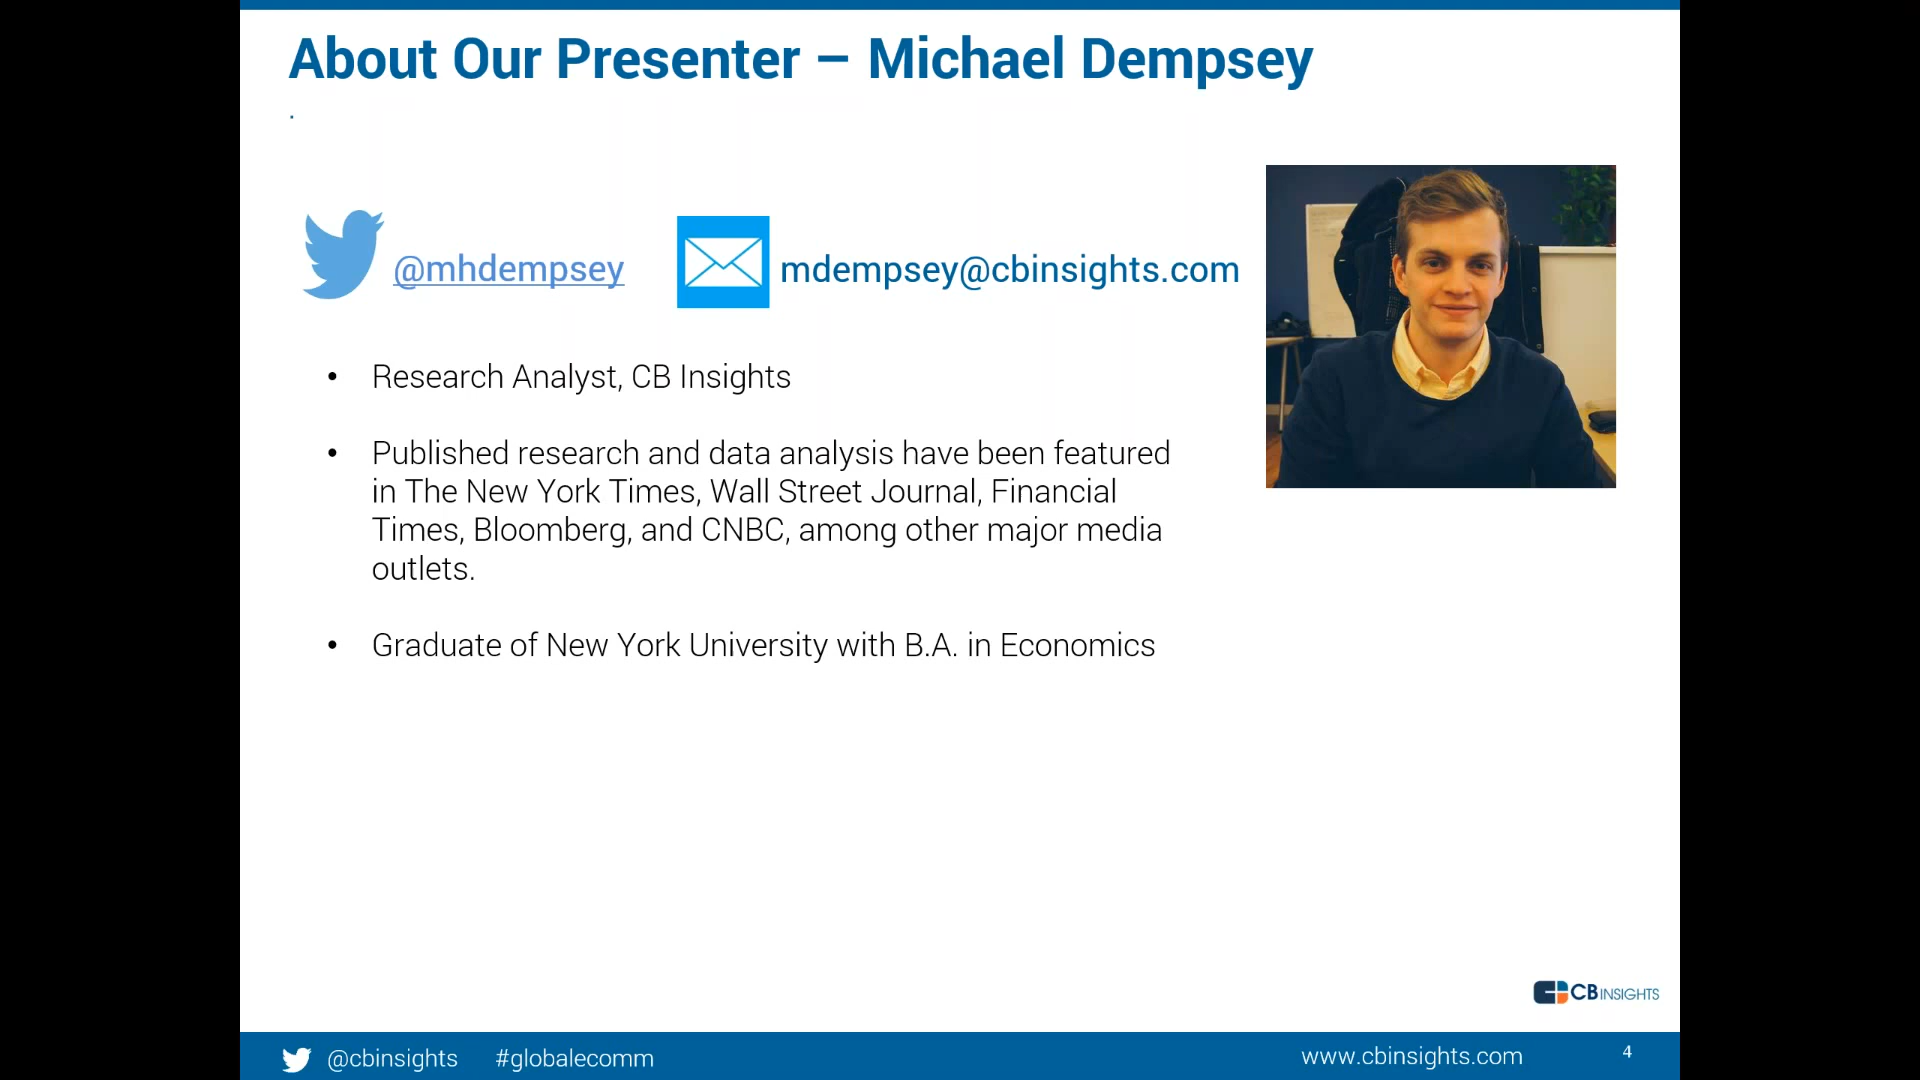 About Our Presenter – Michael Dempsey
.
@mhdempsey
mdempsey@cbinsights.com
• Research Analyst, CB Insights
• Published research and data analysis have been featured
in The New York Times, Wall Street Journal, Financial
Times, Bloomberg, and CNBC, among other major media
outlets.
• Graduate of New York University with B.A. in Economics
CBINSIGHTS
@cbinsights #globalecomm www.cbinsights.com 4